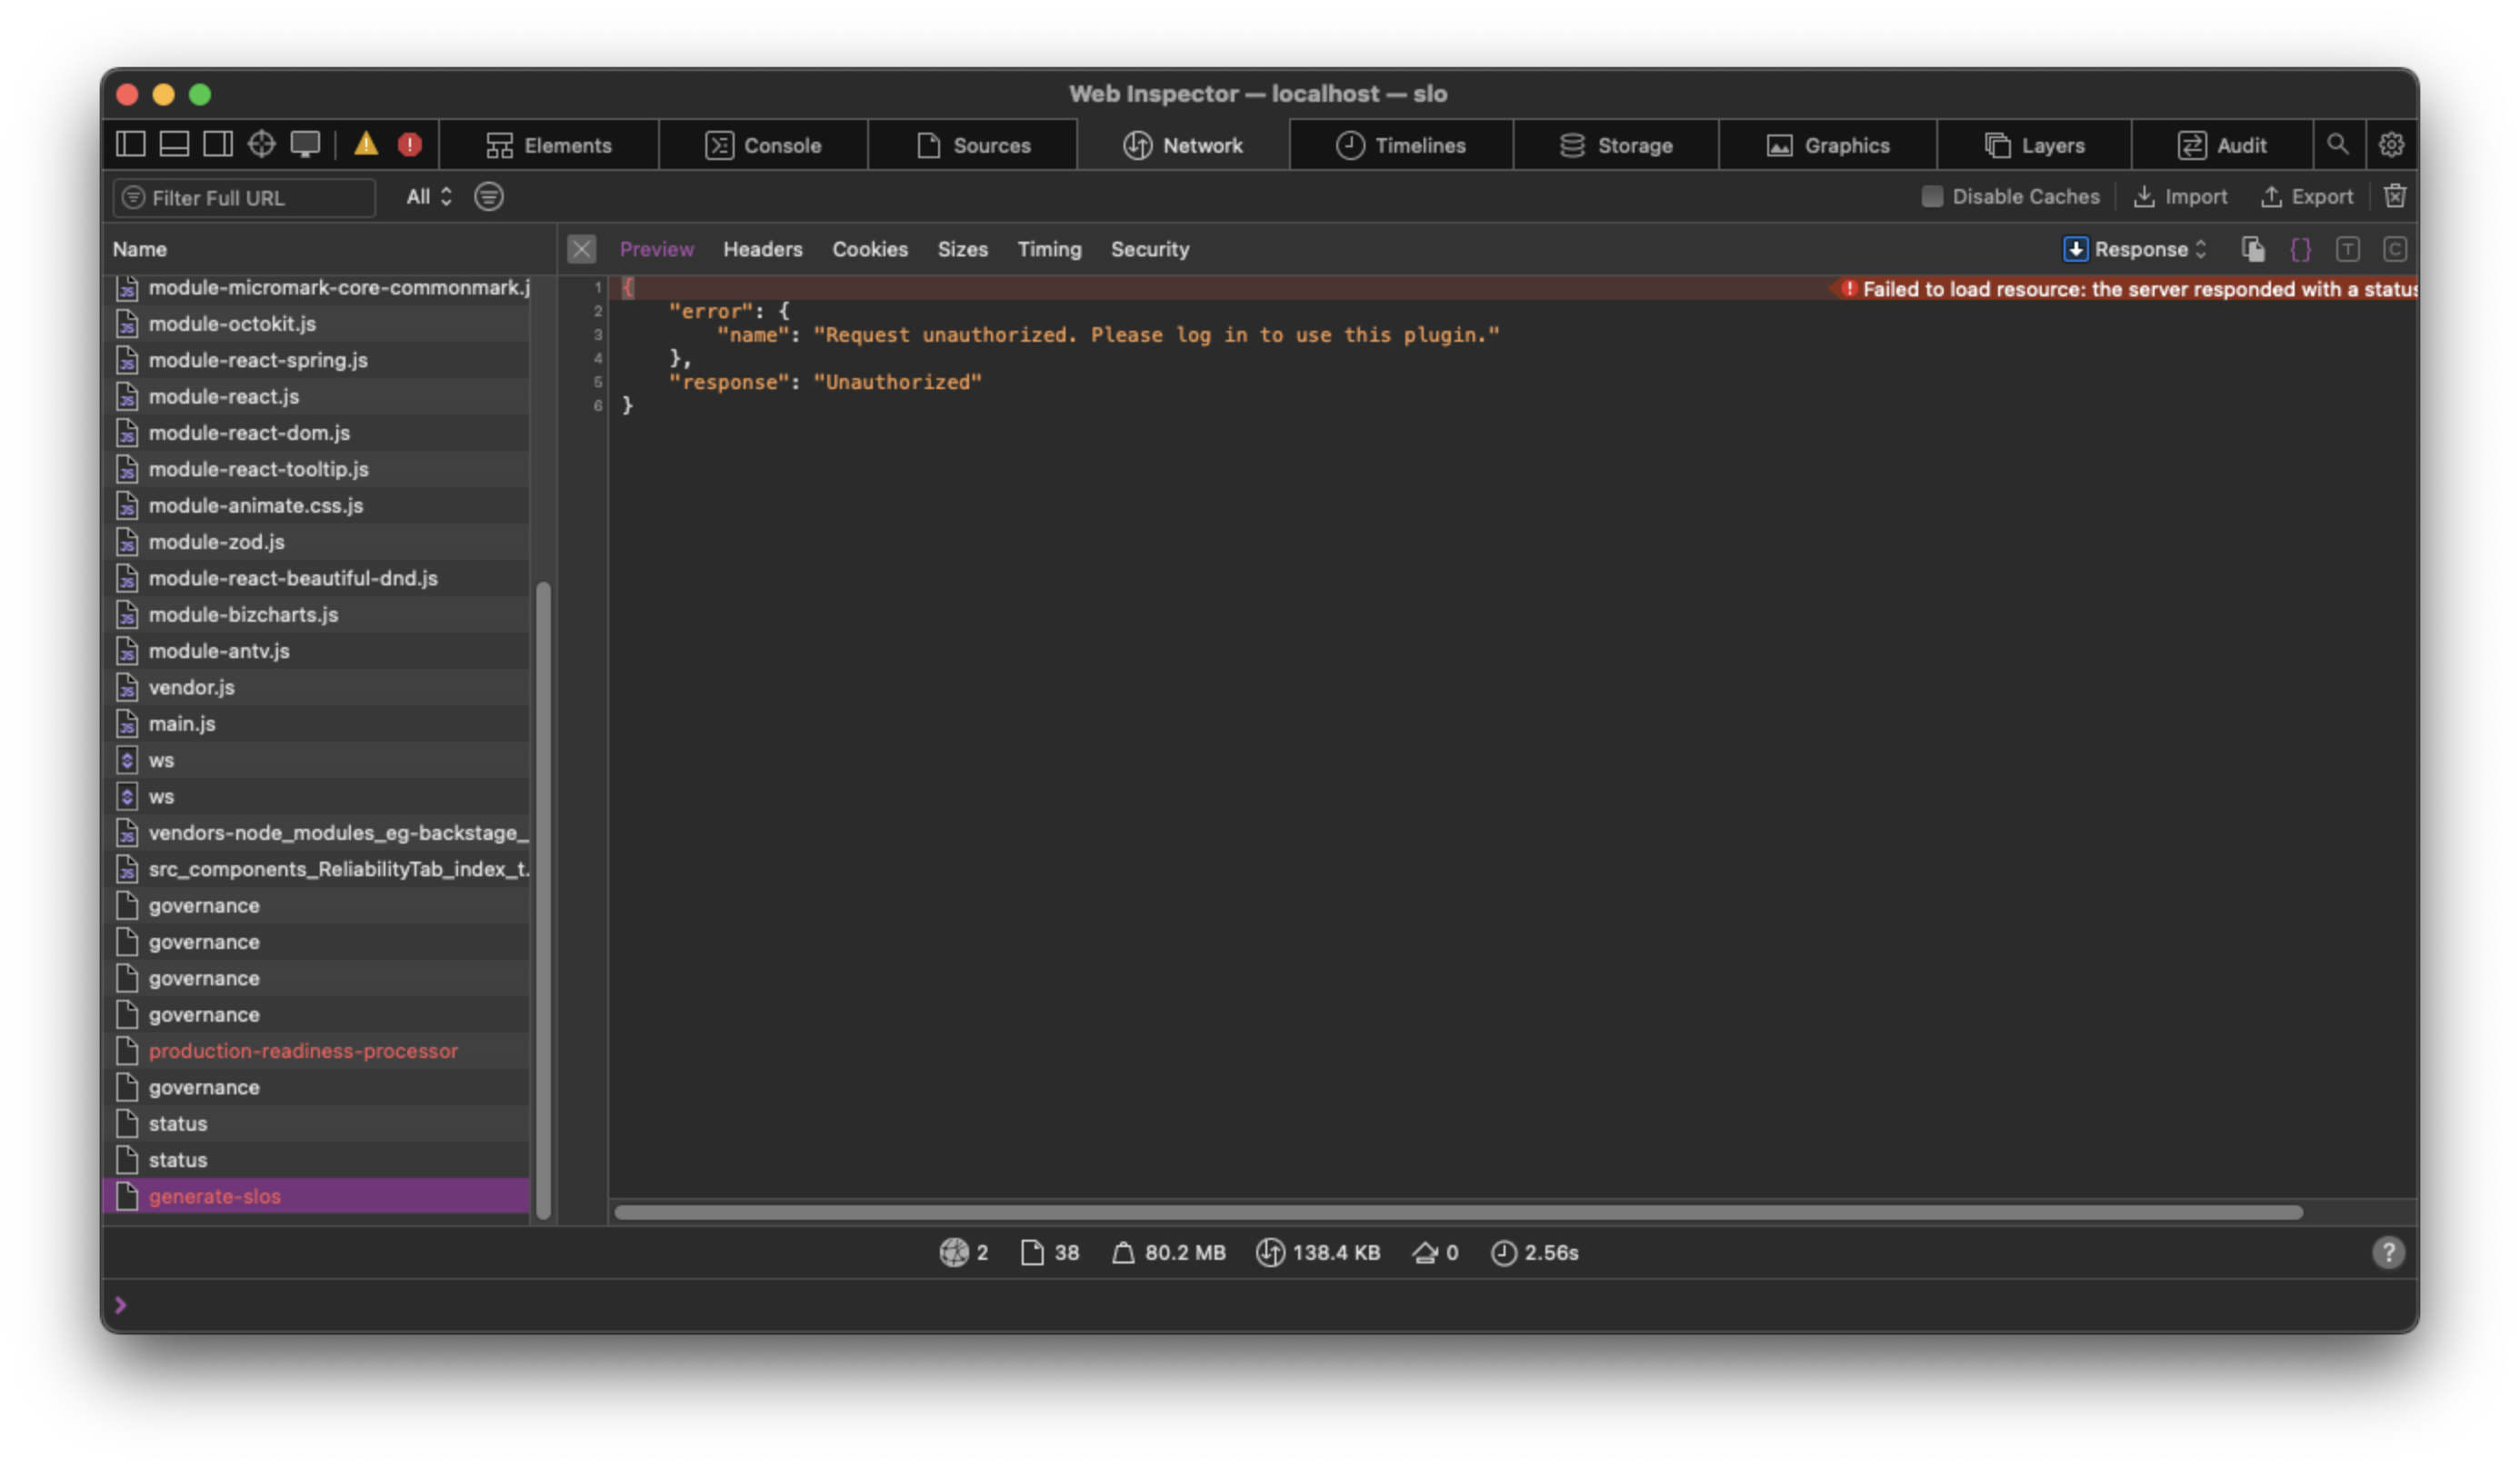 Web Inspector — localhost — slo
Elements
Console
Sources
Network
Timelines
Storage
Graphics
Layers
Audit
Filter Full URL
All
Disable Caches
Import
Export
Name
Preview
Headers
Cookies
Sizes
Timing
Security
Response
{} T C
module-micromark-core-commonmark.j
module-octokit.js
module-react-spring.js
module-react.js
module-react-dom.js
module-react-tooltip.js
module-animate.css.js
module-zod.js
module-react-beautiful-dnd.js
module-bizcharts.js
module-antv.js
vendor.js
main.js
ws
ws
vendors-node_modules_eg-backstage_
src_components_ReliabilityTab_index_t.
governance
governance
governance
governance
production-readiness-processor
governance
status
status
generate-slos
1 {
Failed to load resource: the server responded with a status
2 "error": {
3 "name": "Request unauthorized. Please log in to use this plugin."
4 },
5 "response": "Unauthorized"
6 }
2
38
80.2 MB
138.4 KB
0
2.56s
?